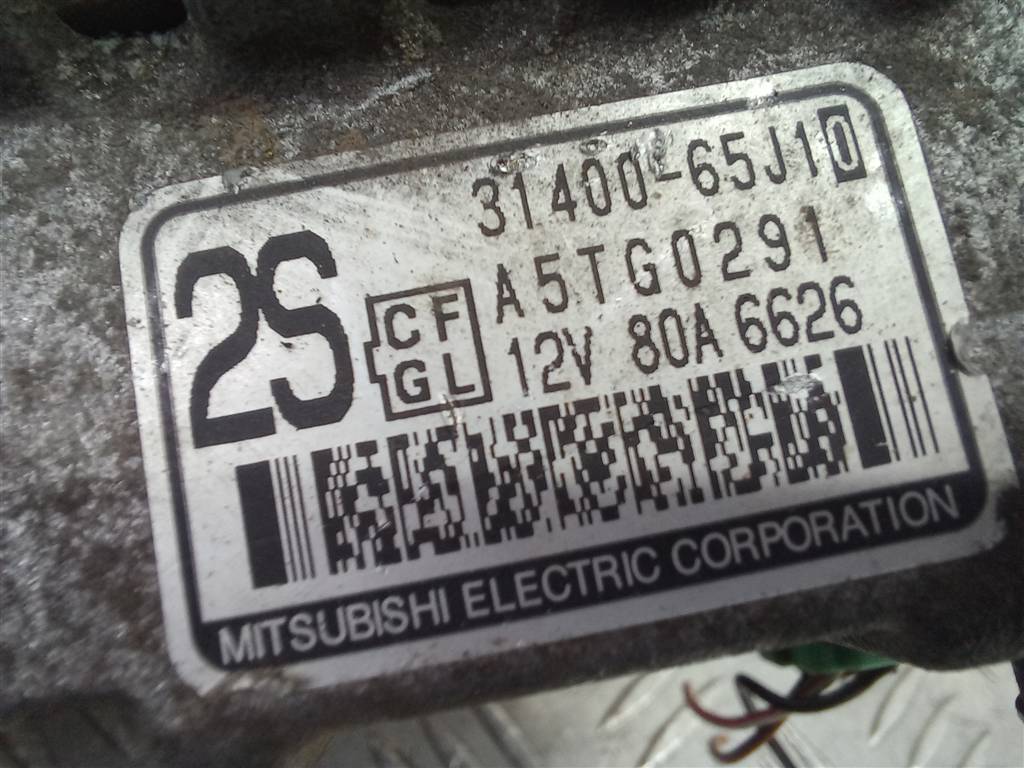 31400-65J10
2S
CF
GL
A5TG0291
12V 80A 6626
MITSUBISHI ELECTRIC CORPORATION